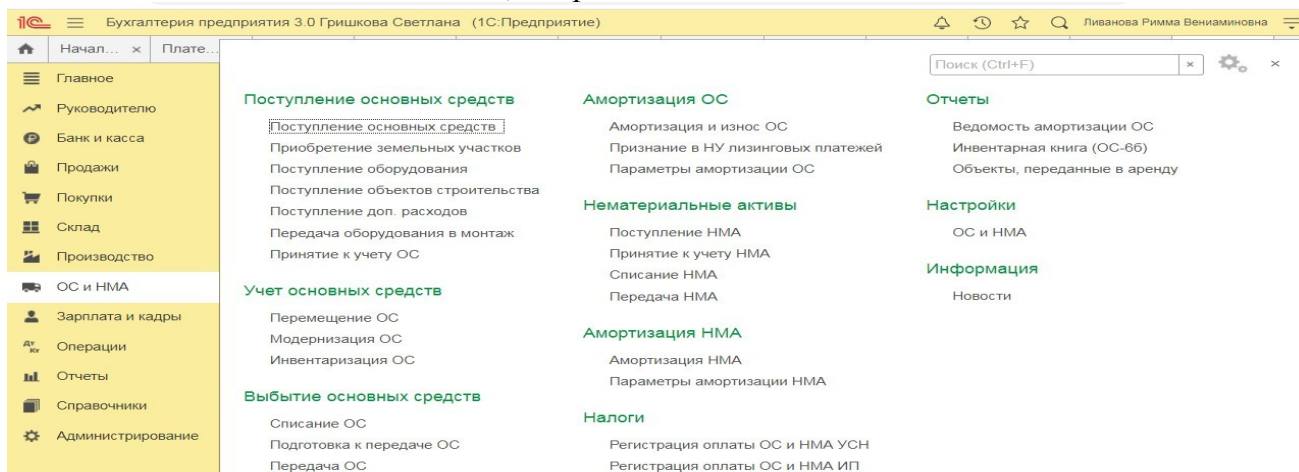 1С Бухгалтерия предприятия 3.0 Гришкова Светлана (1С:Предприятие)
Ливанова Римма Вениаминовна
Начал... × Плате...
Поиск (Ctrl+F) ×
×
Главное
Руководителю
Банк и касса
Продажи
Покупки
Склад
Производство
ОС и НМА
Зарплата и кадры
Операции
Отчеты
Справочники
Администрирование
Поступление основных средств
Поступление основных средств
Приобретение земельных участков
Поступление оборудования
Поступление объектов строительства
Поступление доп. расходов
Передача оборудования в монтаж
Принятие к учету ОС
Учет основных средств
Перемещение ОС
Модернизация ОС
Инвентаризация ОС
Выбытие основных средств
Списание ОС
Подготовка к передаче ОС
Передача ОС
Амортизация ОС
Амортизация и износ ОС
Признание в НУ лизинговых платежей
Параметры амортизации ОС
Нематериальные активы
Поступление НМА
Принятие к учету НМА
Списание НМА
Передача НМА
Амортизация НМА
Амортизация НМА
Параметры амортизации НМА
Налоги
Регистрация оплаты ОС и НМА УСН
Регистрация оплаты ОС и НМА ИП
Отчеты
Ведомость амортизации ОС
Инвентарная книга (ОС-6б)
Объекты, переданные в аренду
Настройки
ОС и НМА
Информация
Новости